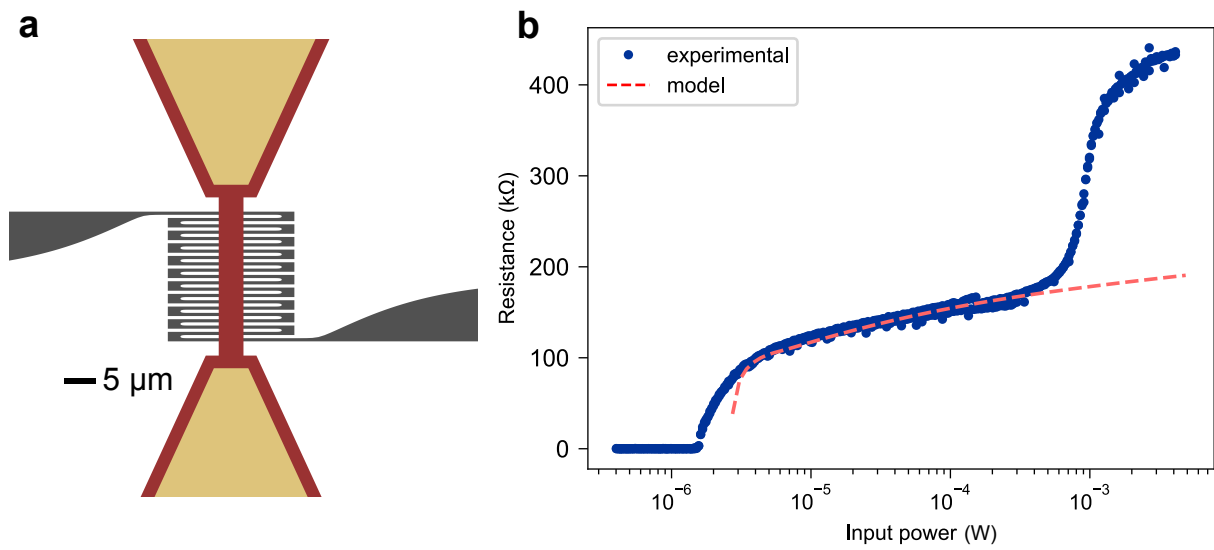 a
5 μm
b
experimental
model
Resistance (kΩ)
400
300
200
100
0
10⁻⁶
10⁻⁵
10⁻⁴
10⁻³
Input power (W)